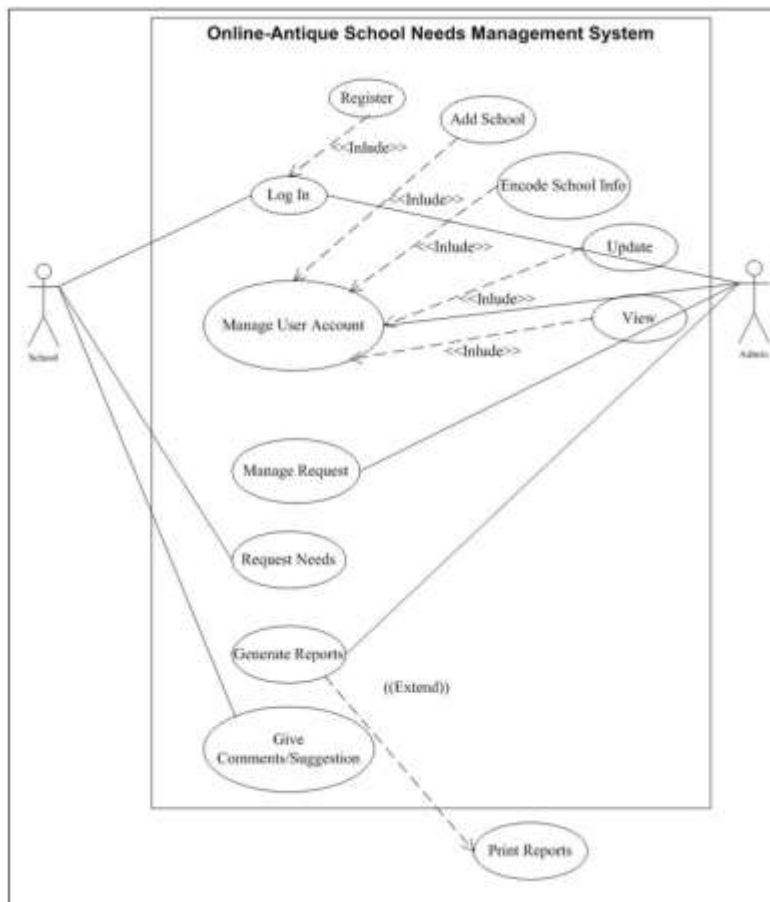 Online-Antique School Needs Management System
Register
Add School
<<Inlude>>
Encode School Info
Log In
<<Inlude>>
Update
<<Inlude>>
<<Inlude>>
Manage User Account
View
<<Inlude>>
School
Admin
Manage Request
Request Needs
Generate Reports
((Extend))
Give
Comments/Suggestion
Print Reports